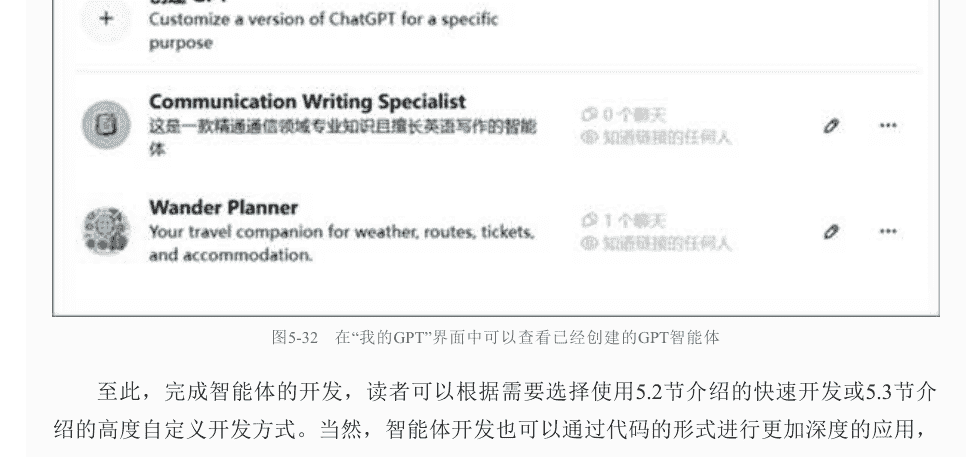 创建 GPT
Customize a version of ChatGPT for a specific
purpose
Communication Writing Specialist
这是一款精通通信领域专业知识且擅长英语写作的智能
体
0 个聊天
知道链接的任何人
Wander Planner
Your travel companion for weather, routes, tickets,
and accommodation.
1 个聊天
知道链接的任何人
图5-32 在“我的GPT”界面中可以查看已经创建的GPT智能体
至此，完成智能体的开发，读者可以根据需要选择使用5.2节介绍的快速开发或5.3节介
绍的高度自定义开发方式。当然，智能体开发也可以通过代码的形式进行更加深度的应用，